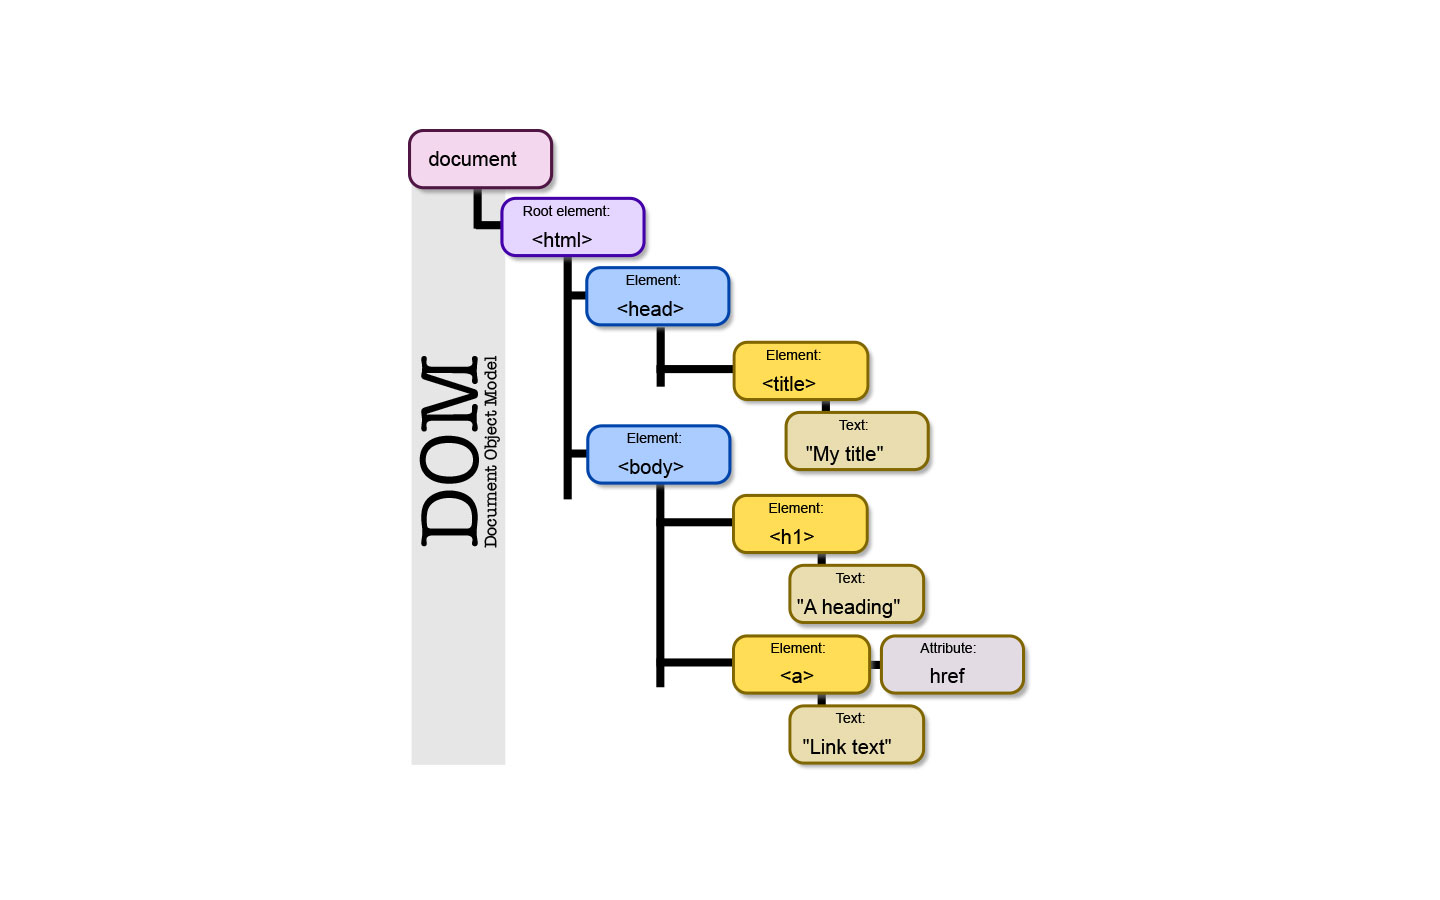 document
Root element:
<html>
Element:
<head>
Element:
<title>
Text:
"My title"
Element:
<body>
Element:
<h1>
Text:
"A heading"
Element:
<a>
Attribute:
href
Text:
"Link text"
DOM
Document Object Model